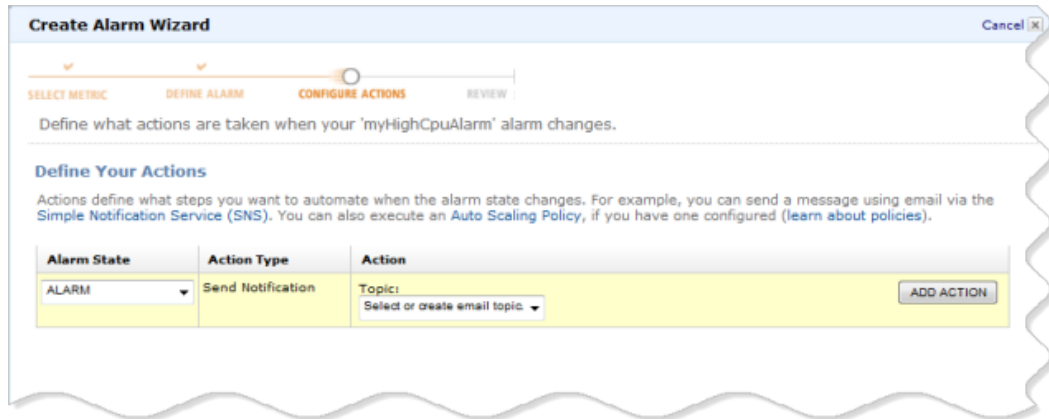 Create Alarm Wizard
Cancel
SELECT METRIC
DEFINE ALARM
CONFIGURE ACTIONS
REVIEW
Define what actions are taken when your 'myHighCpuAlarm' alarm changes.
Define Your Actions
Actions define what steps you want to automate when the alarm state changes. For example, you can send a message using email via the
Simple Notification Service (SNS). You can also execute an Auto Scaling Policy, if you have one configured (learn about policies).
Alarm State
Action Type
Action
ALARM
Send Notification
Topic:
Select or create email topic.
ADD ACTION